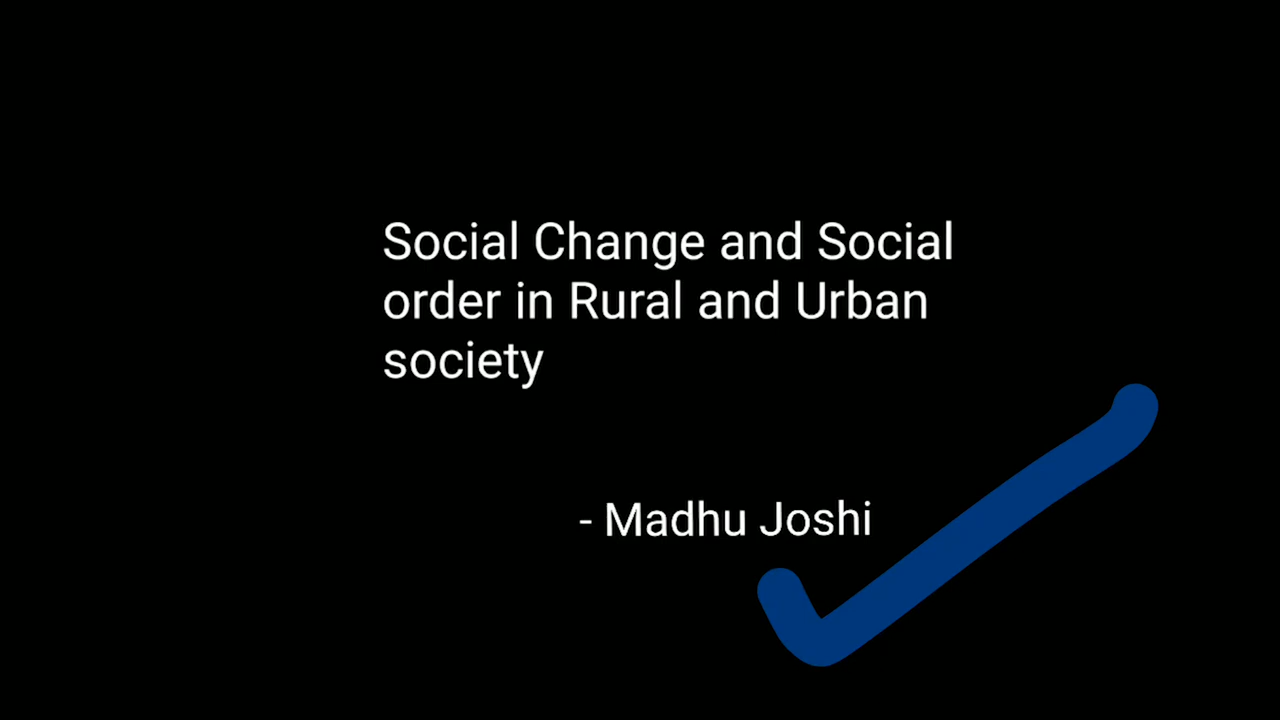 Social Change and Social
order in Rural and Urban
society
- Madhu Joshi